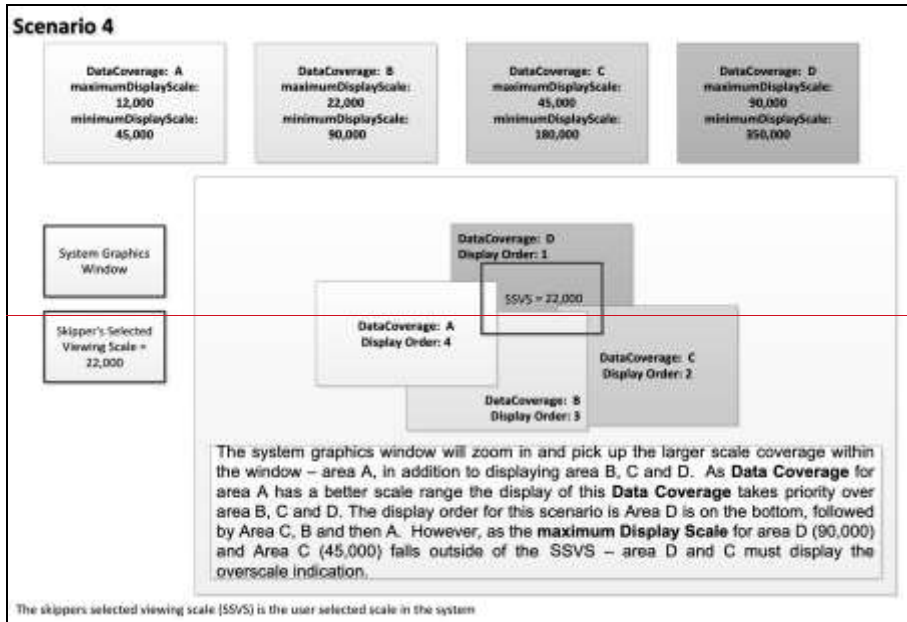 Scenario 4
DataCoverage: A
maximumDisplayScale:
12,000
minimumDisplayScale:
45,000
DataCoverage: B
maximumDisplayScale:
22,000
minimumDisplayScale:
90,000
DataCoverage: C
maximumDisplayScale:
45,000
minimumDisplayScale:
180,000
DataCoverage: D
maximumDisplayScale:
90,000
minimumDisplayScale:
350,000
System Graphics
Window
Skipper's Selected
Viewing Scale =
22,000
DataCoverage: D
Display Order: 1
SSVS = 22,000
DataCoverage: A
Display Order: 4
DataCoverage: C
Display Order: 2
DataCoverage: B
Display Order: 3
The system graphics window will zoom in and pick up the larger scale coverage within
the window – area A, in addition to displaying area B, C and D. As Data Coverage for
area A has a better scale range the display of this Data Coverage takes priority over
area B, C and D. The display order for this scenario is Area D is on the bottom, followed
by Area C, B and then A. However, as the maximum Display Scale for area D (90,000)
and Area C (45,000) falls outside of the SSVS – area D and C must display the
overscale indication.
The skippers selected viewing scale (SSVS) is the user selected scale in the system